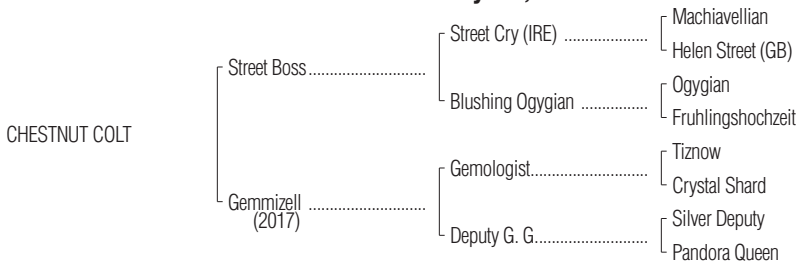 Machiavellian
Street Cry (IRE) ..................
Helen Street (GB)
Street Boss.........................
Ogygian
Blushing Ogygian ..............
Fruhlingshochzeit
CHESTNUT COLT
Tiznow
Gemologist.........................
Crystal Shard
Gemmizell .........................
(2017)
Silver Deputy
Deputy G. G........................
Pandora Queen